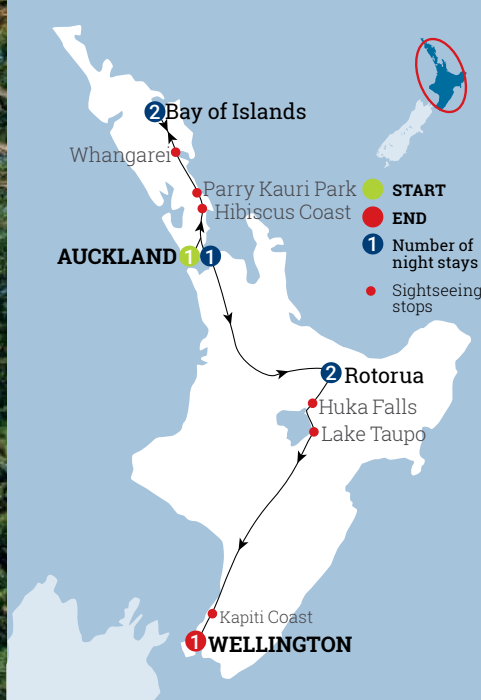 2 Bay of Islands
Whangarei
Parry Kauri Park
START
Hibiscus Coast
END
AUCKLAND 1 1
1 Number of
night stays
Sightseeing
stops
2 Rotorua
Huka Falls
Lake Taupo
Kapiti Coast
1 WELLINGTON